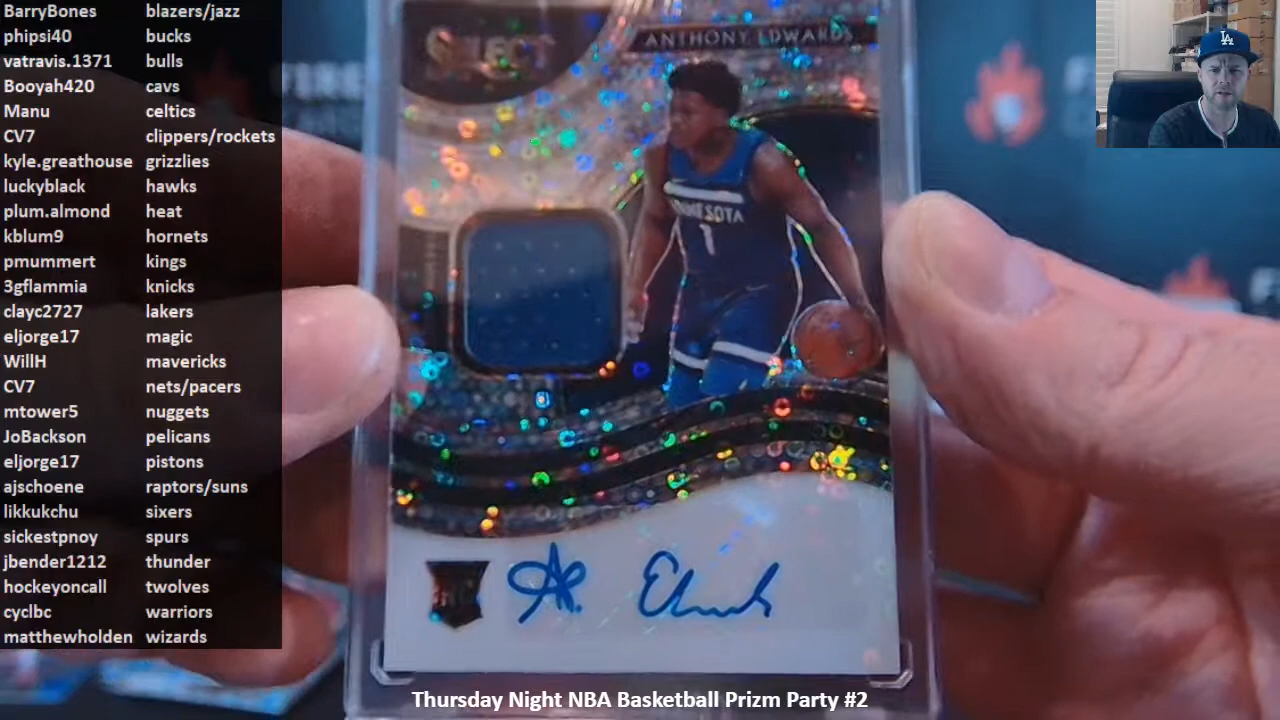 BarryBones blazers/jazz
phipsi40 bucks
vatravis.1371 bulls
Booyah420 cavs
Manu celtics
CV7 clippers/rockets
kyle.greathouse grizzlies
luckyblack hawks
plum.almond heat
kblum9 hornets
pmummert kings
3gflammia knicks
clayc2727 lakers
eljorge17 magic
WillH mavericks
CV7 nets/pacers
mtower5 nuggets
JoBackson pelicans
eljorge17 pistons
ajschoene raptors/suns
likkukchu sixers
sickestpnoy spurs
jbender1212 thunder
hockeyoncall twolves
cyclbc warriors
matthewholden wizards
SELECT
ANTHONY EDWARDS
MINNESOTA
1
LA
Thursday Night NBA Basketball Prizm Party #2